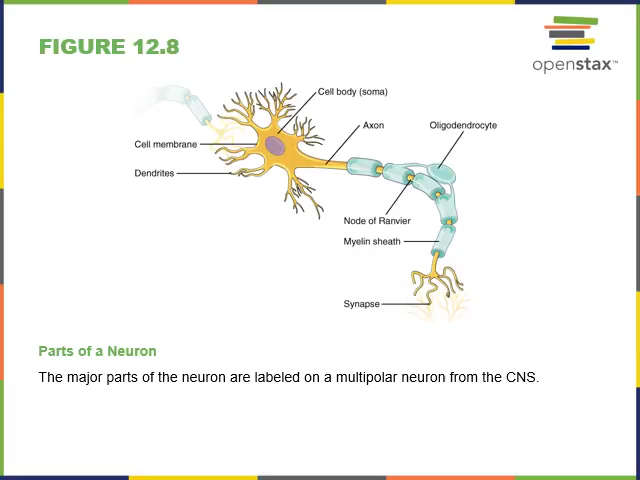 FIGURE 12.8
openstax™
Cell body (soma)
Axon
Oligodendrocyte
Cell membrane
Dendrites
Node of Ranvier
Myelin sheath
Synapse
Parts of a Neuron
The major parts of the neuron are labeled on a multipolar neuron from the CNS.